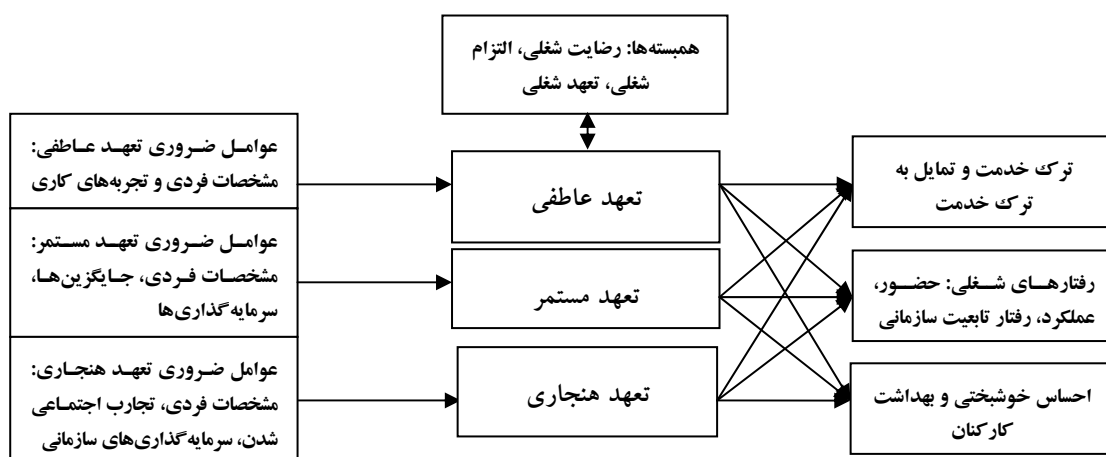 همبسته‌ها: رضایت شغلی، التزام
شغلی، تعهد شغلی
عوامل ضروری تعهد عاطفی:
مشخصات فردی و تجربه‌های کاری
عوامل ضروری تعهد مستمر:
مشخصات فردی، جایگزین‌ها،
سرمایه‌گذاری‌ها
عوامل ضروری تعهد هنجاری:
مشخصات فردی، تجارب اجتماعی
شدن، سرمایه‌گذاری‌های سازمانی
تعهد عاطفی
تعهد مستمر
تعهد هنجاری
ترک خدمت و تمایل به
ترک خدمت
رفتارهای شغلی: حضور،
عملکرد، رفتار تابعیت سازمانی
احساس خوشبختی و بهداشت
کارکنان